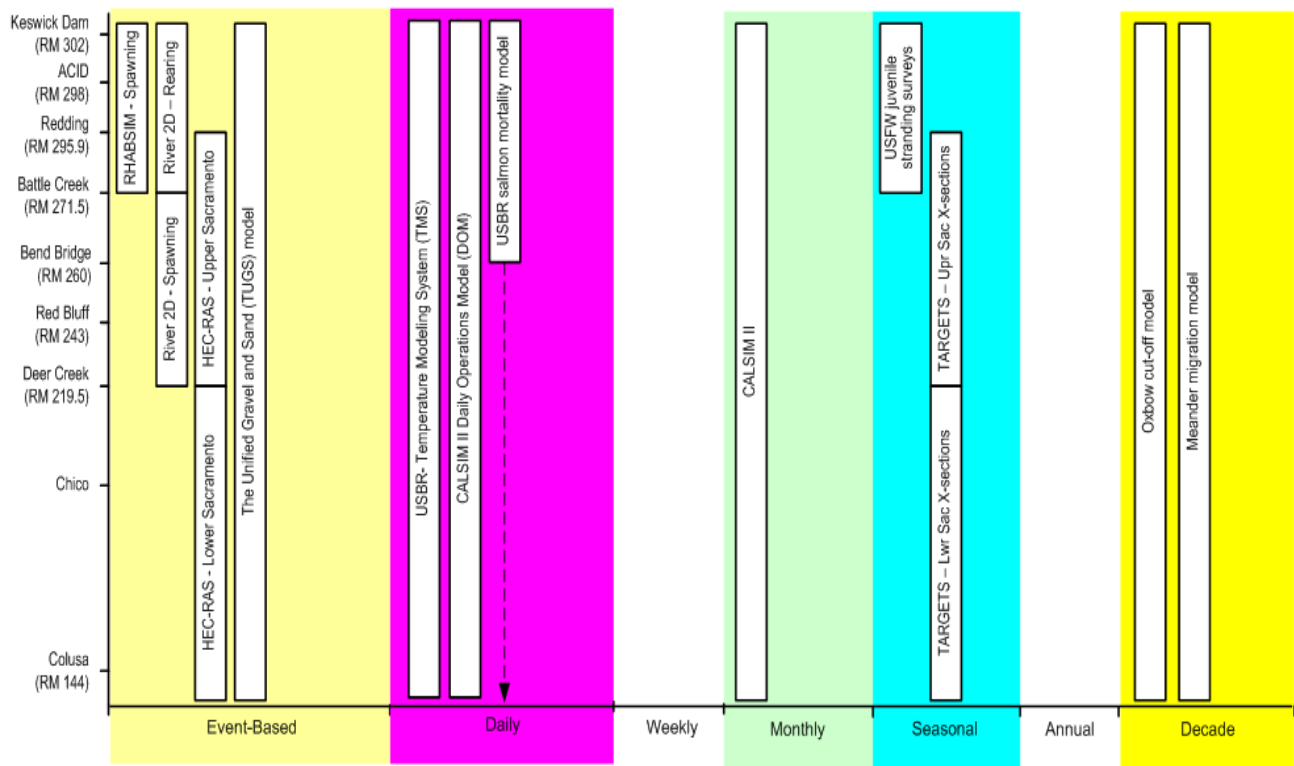 Keswick Dam
(RM 302)
ACID
(RM 298)
Redding
(RM 295.9)
Battle Creek
(RM 271.5)
Bend Bridge
(RM 260)
Red Bluff
(RM 243)
Deer Creek
(RM 219.5)
Chico
Colusa
(RM 144)
RHABSIM - Spawning
River 2D – Rearing
River 2D - Spawning
HEC-RAS - Upper Sacramento
HEC-RAS - Lower Sacramento
The Unified Gravel and Sand (TUGS) model
USBR- Temperature Modeling System (TMS)
CALSIM II Daily Operations Model (DOM)
USBR salmon mortality model
CALSIM II
USFW juvenile
stranding surveys
TARGETS – Upr Sac X-sections
TARGETS – Lwr Sac X-sections
Oxbow cut-off model
Meander migration model
Event-Based
Daily
Weekly
Monthly
Seasonal
Annual
Decade